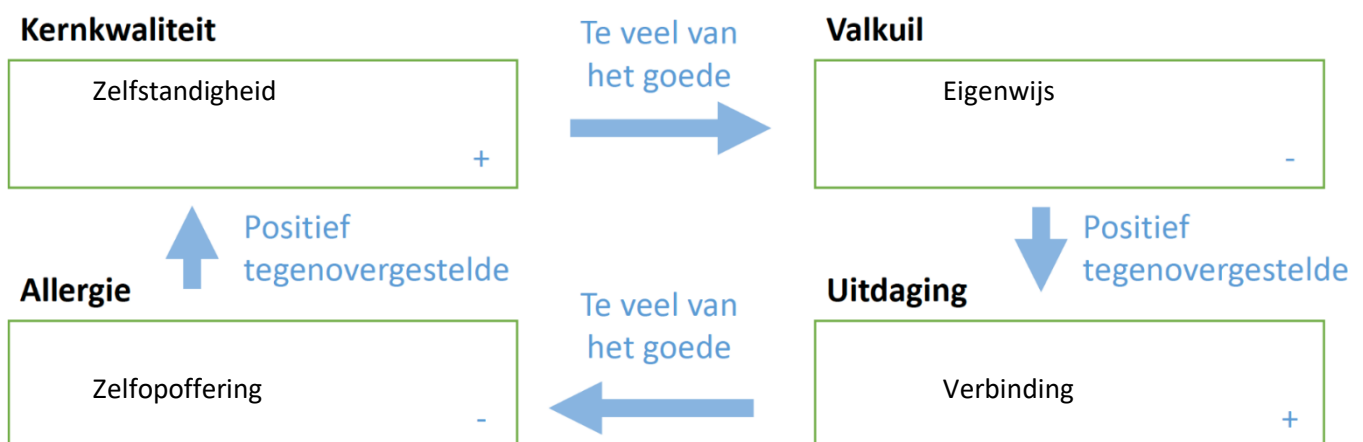 Kernkwaliteit
Te veel van
het goede
Valkuil
Zelfstandigheid
+
Eigenwijs
-
Positief
tegenovergestelde
Positief
tegenovergestelde
Allergie
Te veel van
het goede
Uitdaging
Zelfopoffering
-
Verbinding
+